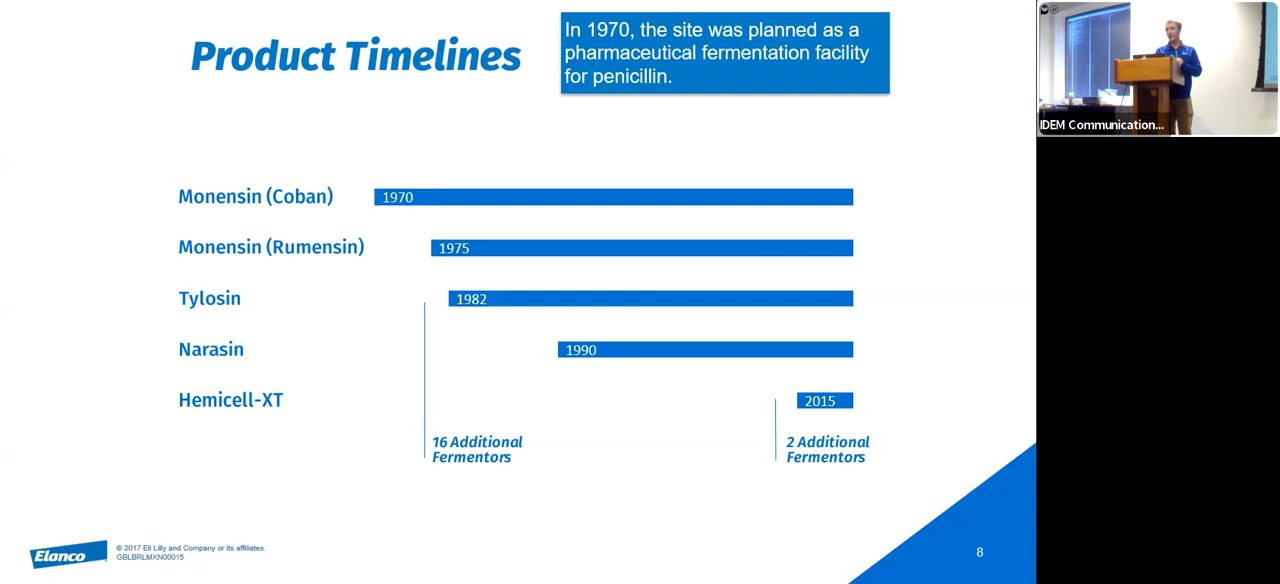 Product Timelines
In 1970, the site was planned as a
pharmaceutical fermentation facility
for penicillin.
IDEM Communication...
Monensin (Coban)
1970
Monensin (Rumensin)
1975
Tylosin
1982
Narasin
1990
Hemicell-XT
2015
16 Additional
Fermentors
2 Additional
Fermentors
Elanco
© 2017 Eli Lilly and Company or its affiliates.
GBLBRLMXN00015
8